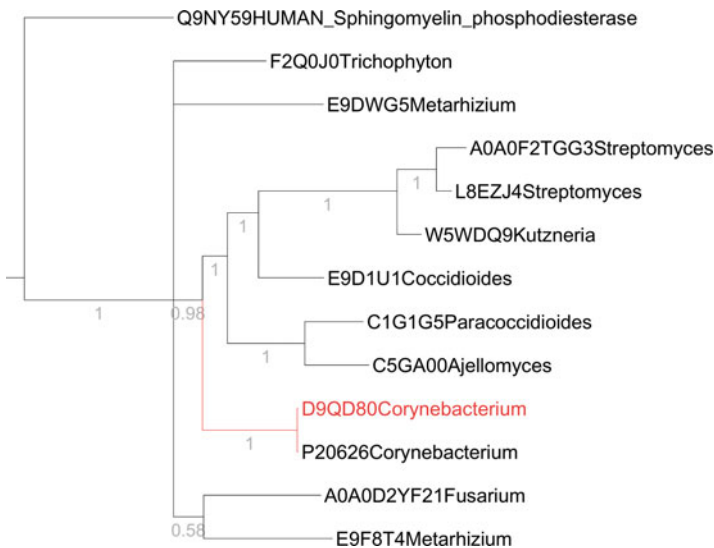 Q9NY59HUMAN_Sphingomyelin_phosphodiesterase
F2Q0J0Trichophyton
E9DWG5Metarhizium
A0A0F2TGG3Streptomyces
1
L8EZJ4Streptomyces
1
1
W5WDQ9Kutzneria
1
E9D1U1Coccidioides
1
0.98
C1G1G5Paracoccidioides
1
C5GA00Ajellomyces
D9QD80Corynebacterium
1
P20626Corynebacterium
A0A0D2YF21Fusarium
0.58
E9F8T4Metarhizium